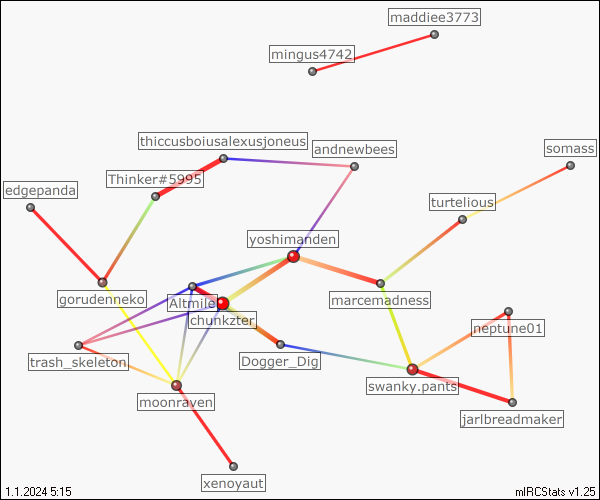 maddiee3773
mingus4742
thiccusboiusalexusjoneus
andnewbees
somass
Thinker#5995
edgepanda
turtelious
yoshimanden
gorudenneko
Altmile
marcemadness
chunkzter
neptune01
trash_skeleton
Dogger_Dig
swanky.pants
moonraven
jarlbreadmaker
xenoyaut
1.1.2024 5:15
mIRCStats v1.25